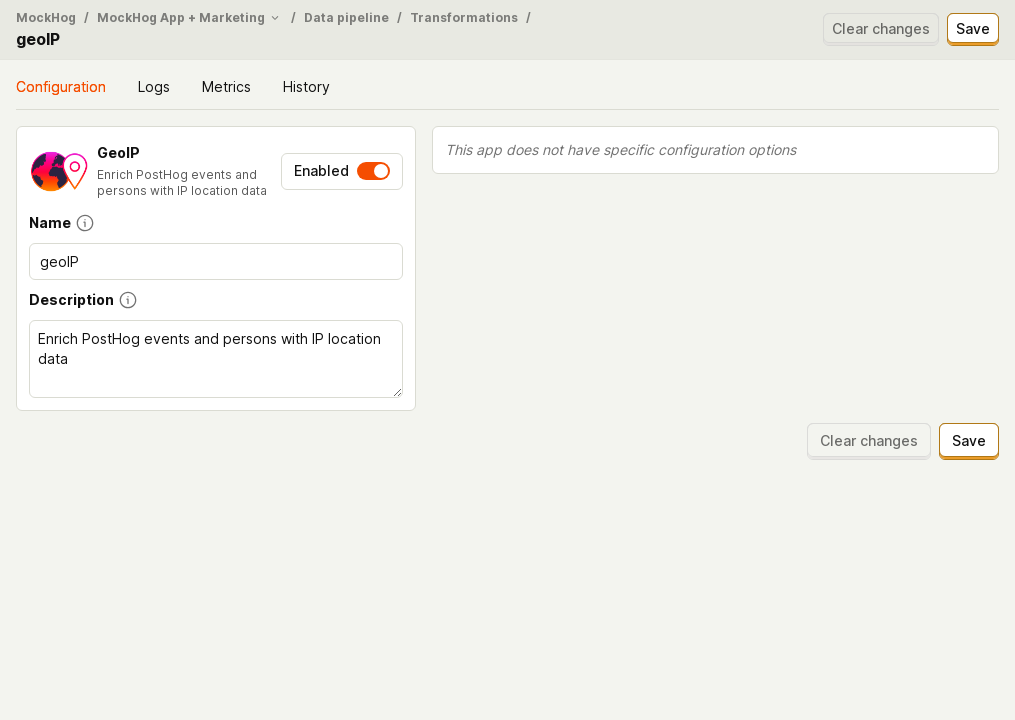 MockHog / MockHog App + Marketing / Data pipeline / Transformations /
geoIP
Clear changes
Save
Configuration
Logs
Metrics
History
GeoIP
Enrich PostHog events and
persons with IP location data
Enabled
Name
geoIP
Description
Enrich PostHog events and persons with IP location
data
This app does not have specific configuration options
Clear changes
Save